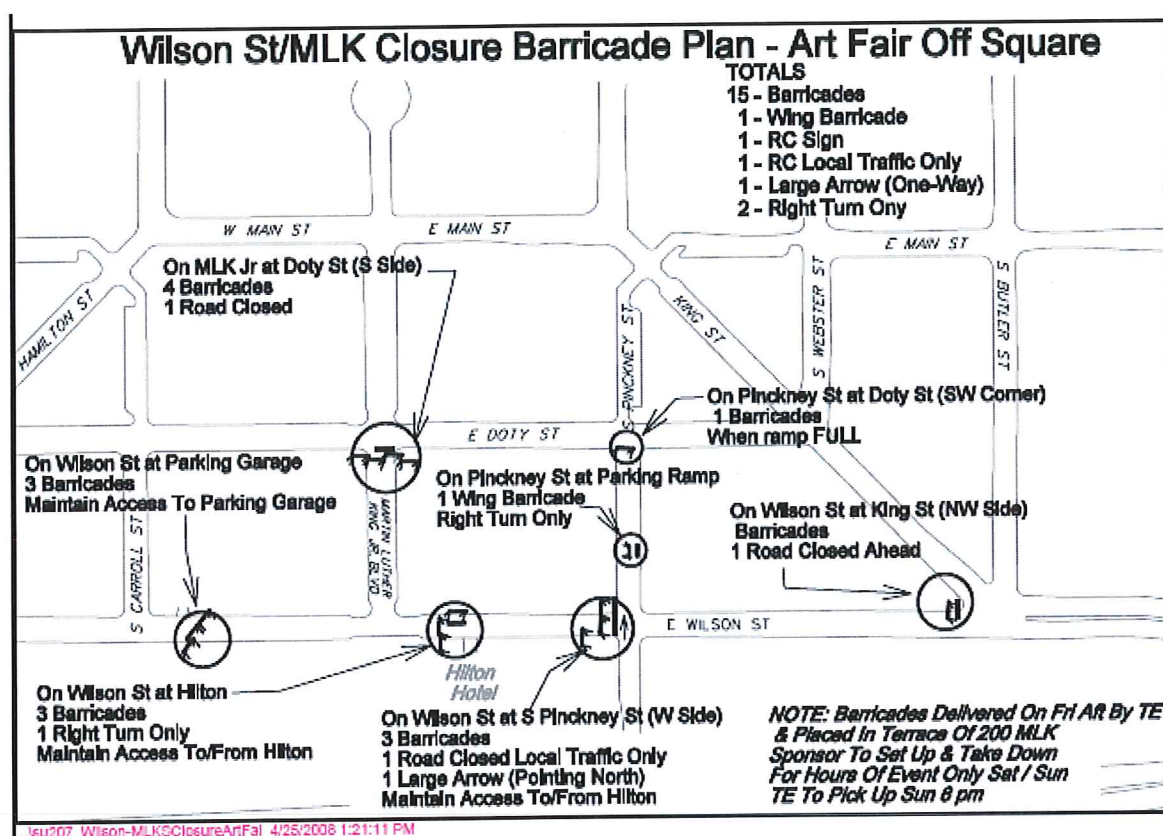 Wilson St/MLK Closure Barricade Plan - Art Fair Off Square
TOTALS
15 - Barricades
1 - Wing Barricade
1 - RC Sign
1 - RC Local Traffic Only
1 - Large Arrow (One-Way)
2 - Right Turn Ony
W MAIN ST
E MAIN ST
E MAIN ST
On MLK Jr at Doty St (S Side)
4 Barricades
1 Road Closed
HAMILTON ST
S PINCKNEY ST
KING ST
S WEBSTER ST
S BUTLER ST
On Pinckney St at Doty St (SW Corner)
1 Barricades
When ramp FULL
E DOTY ST
On Wilson St at Parking Garage
3 Barricades
Maintain Access To Parking Garage
On Pinckney St at Parking Ramp
1 Wing Barricade
Right Turn Only
On Wilson St at King St (NW Side)
Barricades
1 Road Closed Ahead
S CARROLL ST
MARTIN LUTHER
KING JR BLVD
E WILSON ST
Hilton
Hotel
On Wilson St at Hilton
3 Barricades
1 Right Turn Only
Maintain Access To/From Hilton
On Wilson St at S Pinckney St (W Side)
3 Barricades
1 Road Closed Local Traffic Only
1 Large Arrow (Pointing North)
Maintain Access To/From Hilton
NOTE: Barricades Delivered On Fri Aft By TE
& Placed In Terrace Of 200 MLK
Sponsor To Set Up & Take Down
For Hours Of Event Only Sat / Sun
TE To Pick Up Sun 6 pm
\su207_Wilson-MLKSClosureArtFai 4/25/2008 1:21:11 PM